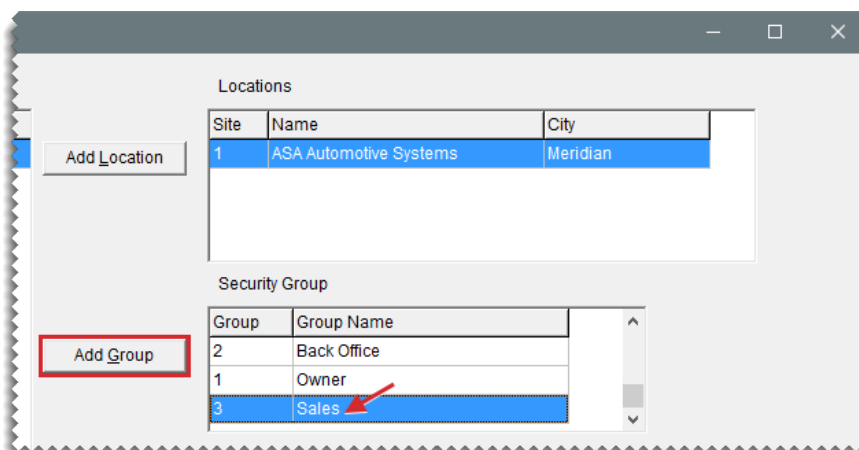 Locations
Site Name City
Add Location
1 ASA Automotive Systems Meridian
Security Group
Group Group Name
Add Group
2 Back Office
1 Owner
3 Sales